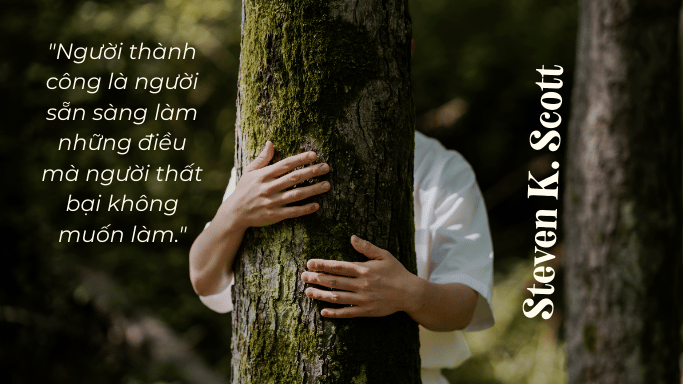 "Người thành
công là người
sẵn sàng làm
những điều
mà người thất
bại không
muốn làm."
Steven K. Scott